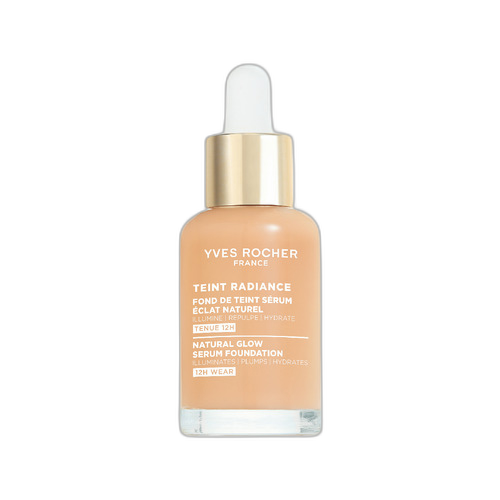 YVES ROCHER
FRANCE
TEINT RADIANCE
FOND DE TEINT SÉRUM
ÉCLAT NATUREL
ILLUMINE | REPULPE | HYDRATE
TENUE 12H
NATURAL GLOW
SERUM FOUNDATION
ILLUMINATES | PLUMPS | HYDRATES
12H WEAR